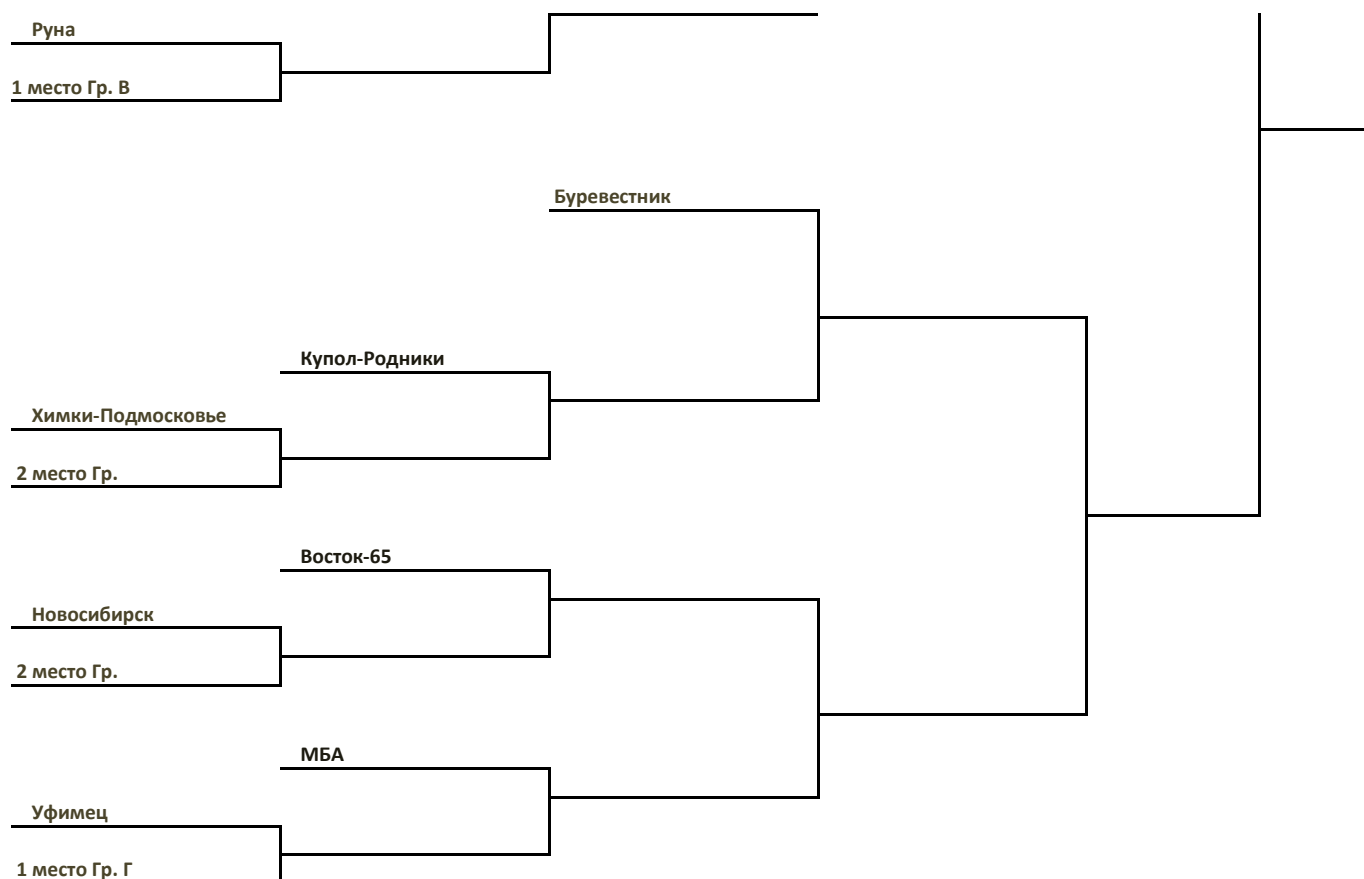 Руна
1 место Гр. В
Буревестник
Купол-Родники
Химки-Подмосковье
2 место Гр.
Восток-65
Новосибирск
2 место Гр.
МБА
Уфимец
1 место Гр. Г